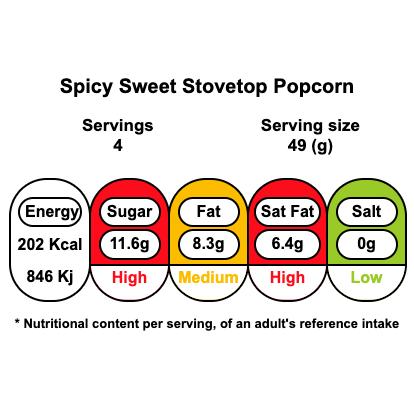 Spicy Sweet Stovetop Popcorn
Servings
4
Serving size
49 (g)
Energy
202 Kcal
846 Kj
Sugar
11.6g
High
Fat
8.3g
Medium
Sat Fat
6.4g
High
Salt
0g
Low
* Nutritional content per serving, of an adult's reference intake